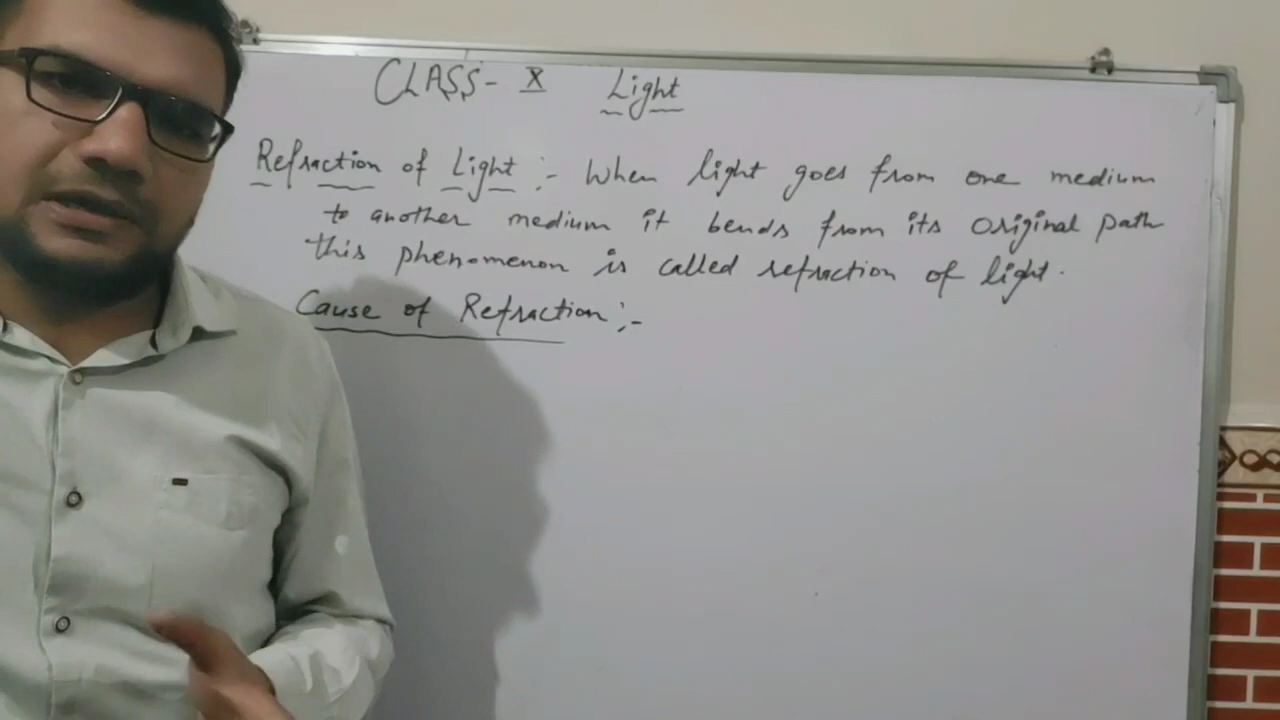 CLASS - X Light
Refraction of Light :- When light goes from one medium
to another medium it bends from its original path
this phenomenon is called refraction of light.
Cause of Refraction :-